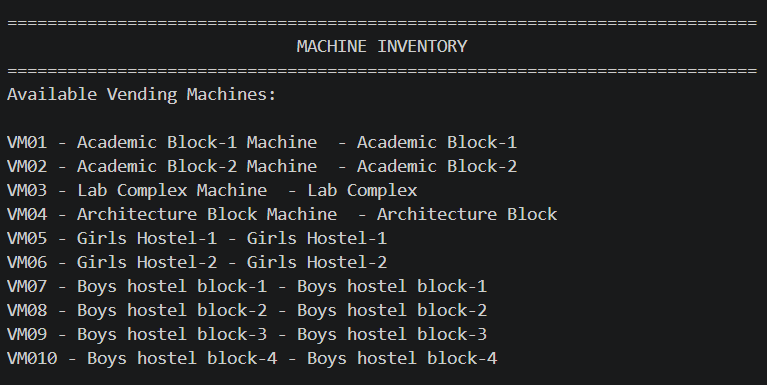 ===========================================================================
MACHINE INVENTORY
===========================================================================
Available Vending Machines:
VM01 - Academic Block-1 Machine  - Academic Block-1
VM02 - Academic Block-2 Machine  - Academic Block-2
VM03 - Lab Complex Machine  - Lab Complex
VM04 - Architecture Block Machine  - Architecture Block
VM05 - Girls Hostel-1 - Girls Hostel-1
VM06 - Girls Hostel-2 - Girls Hostel-2
VM07 - Boys hostel block-1 - Boys hostel block-1
VM08 - Boys hostel block-2 - Boys hostel block-2
VM09 - Boys hostel block-3 - Boys hostel block-3
VM010 - Boys hostel block-4 - Boys hostel block-4